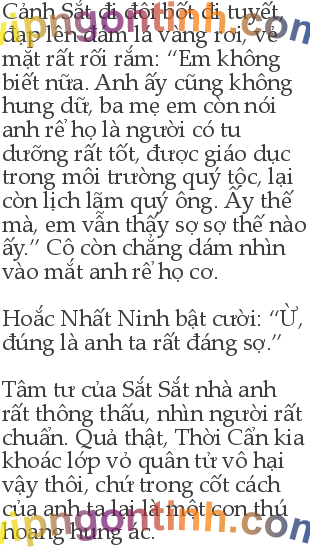 Cảnh Sắt đi đôi bốt đi tuyết
đạp lên đám lá vàng rơi, vẻ
mặt rất rối rắm: “Em không
biết nữa. Anh ấy cũng không
hung dữ, ba mẹ em còn nói
anh rể họ là người có tu
dưỡng rất tốt, được giáo dục
trong môi trường quý tộc, lại
còn lịch lãm quý ông. Ấy thế
mà, em vẫn thấy sợ sợ thế nào
ấy.” Cô còn chẳng dám nhìn
vào mắt anh rể họ cơ.

Hoắc Nhất Ninh bật cười: “Ừ,
đúng là anh ta rất đáng sợ.”

Tâm tư của Sắt Sắt nhà anh
rất thông thấu, nhìn người rất
chuẩn. Quả thật, Thời Cẩn kia
khoác lớp vỏ quân tử vô hại
vậy thôi, chứ trong cốt cách
của anh ta lại là một con thú
hoang hung ác.
vipngontinh.com
vipngontinh.com